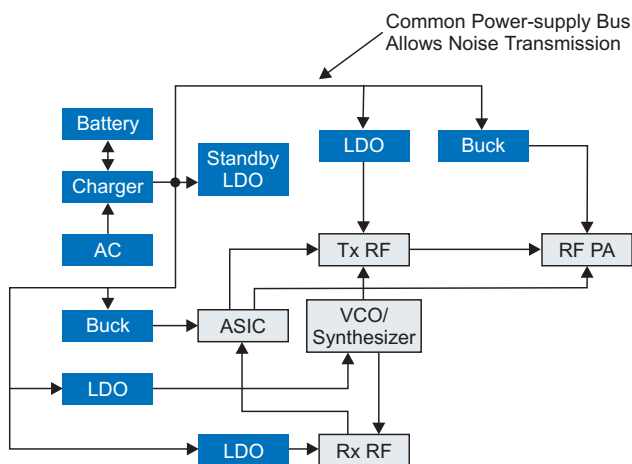 Common Power-supply Bus
Allows Noise Transmission
Battery
Charger
AC
Standby
LDO
LDO
Buck
Tx RF
RF PA
Buck
ASIC
VCO/
Synthesizer
LDO
LDO
Rx RF